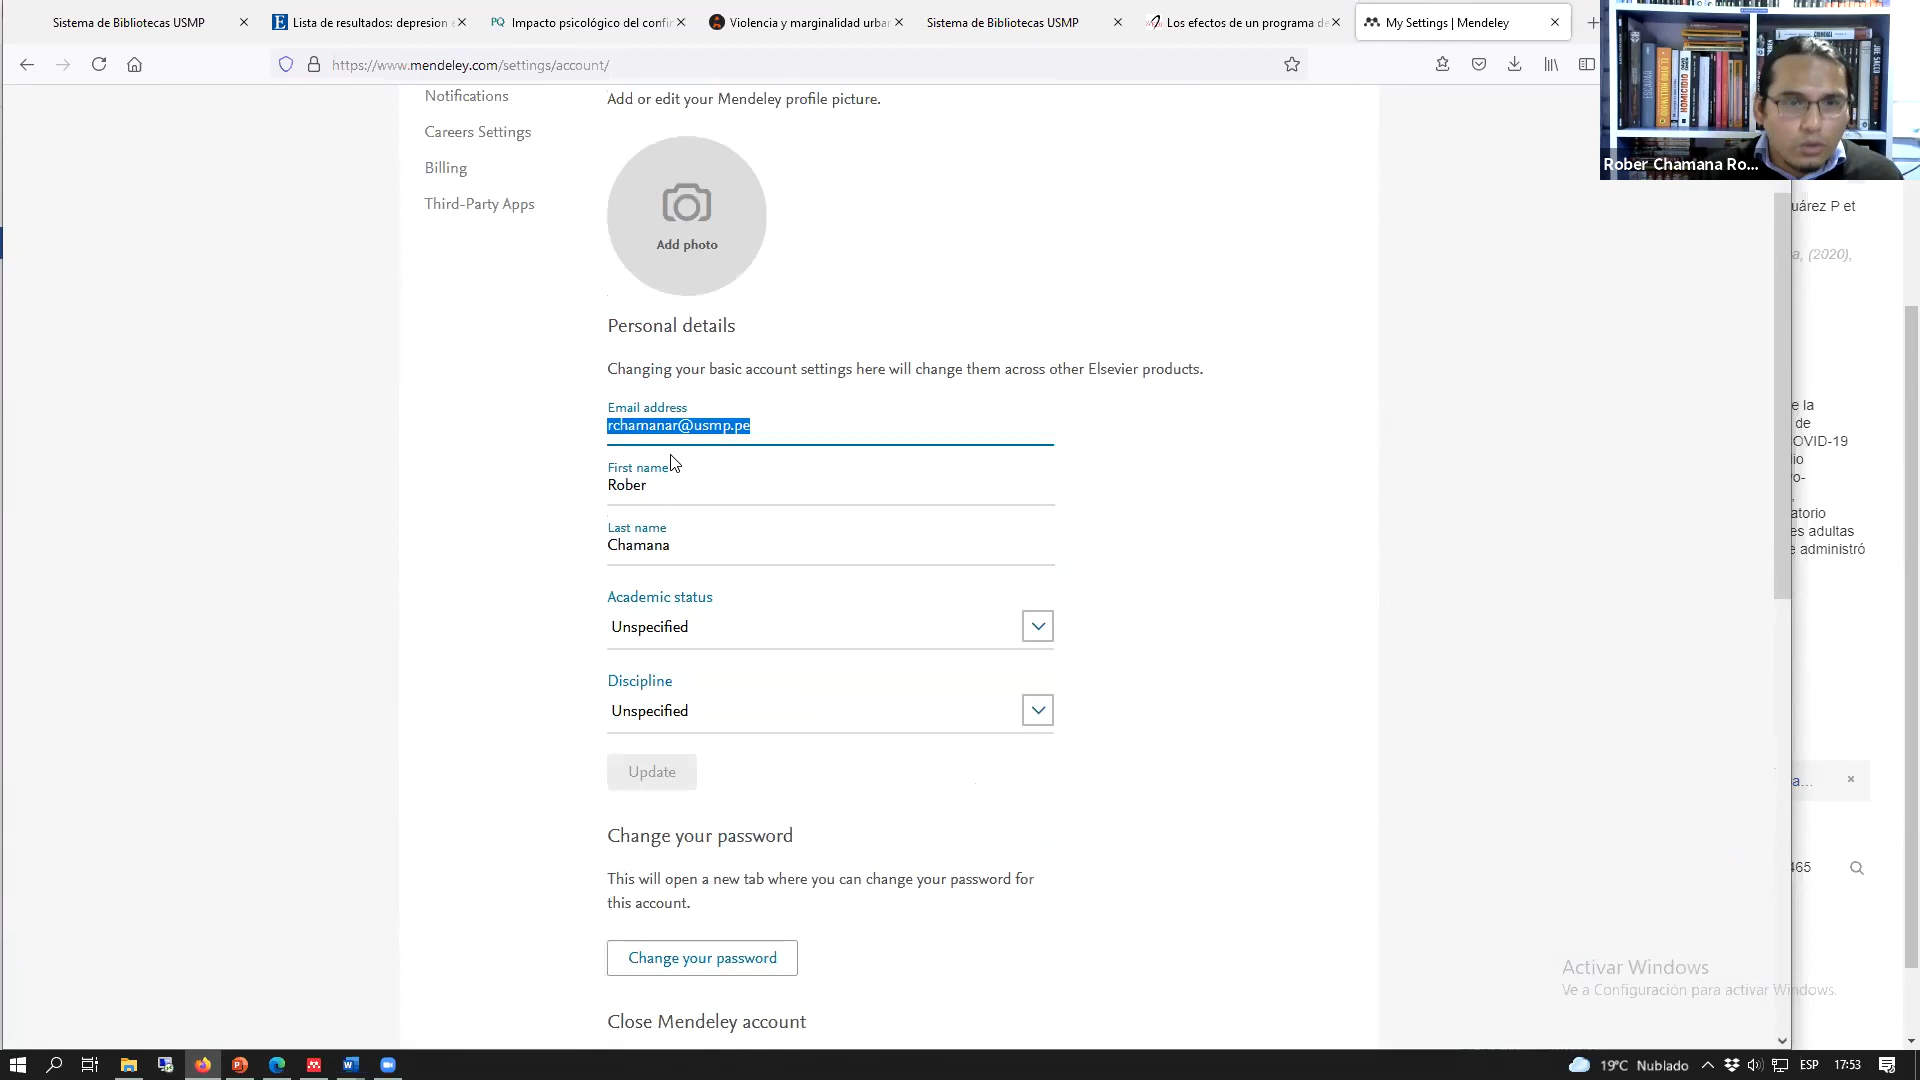 Sistema de Bibliotecas USMP
Lista de resultados: depresion e
Impacto psicológico del confin
Violencia y marginalidad urban
Sistema de Bibliotecas USMP
Los efectos de un programa de
My Settings | Mendeley
https://www.mendeley.com/settings/account/
Rober Chamana Ro...
Notifications
Careers Settings
Billing
Third-Party Apps
Add or edit your Mendeley profile picture.
Add photo
Personal details
Changing your basic account settings here will change them across other Elsevier products.
Email address
rchamanar@usmp.pe
First name
Rober
Last name
Chamana
Academic status
Unspecified
Discipline
Unspecified
Update
Change your password
This will open a new tab where you can change your password for
this account.
Change your password
Close Mendeley account
uárez P et
a, (2020),
e la
de
OVID-19
lio
vo-
atorio
es adultas
e administró
a...
465
Activar Windows
Ve a Configuración para activar Windows.
19°C Nublado
ESP
17:53